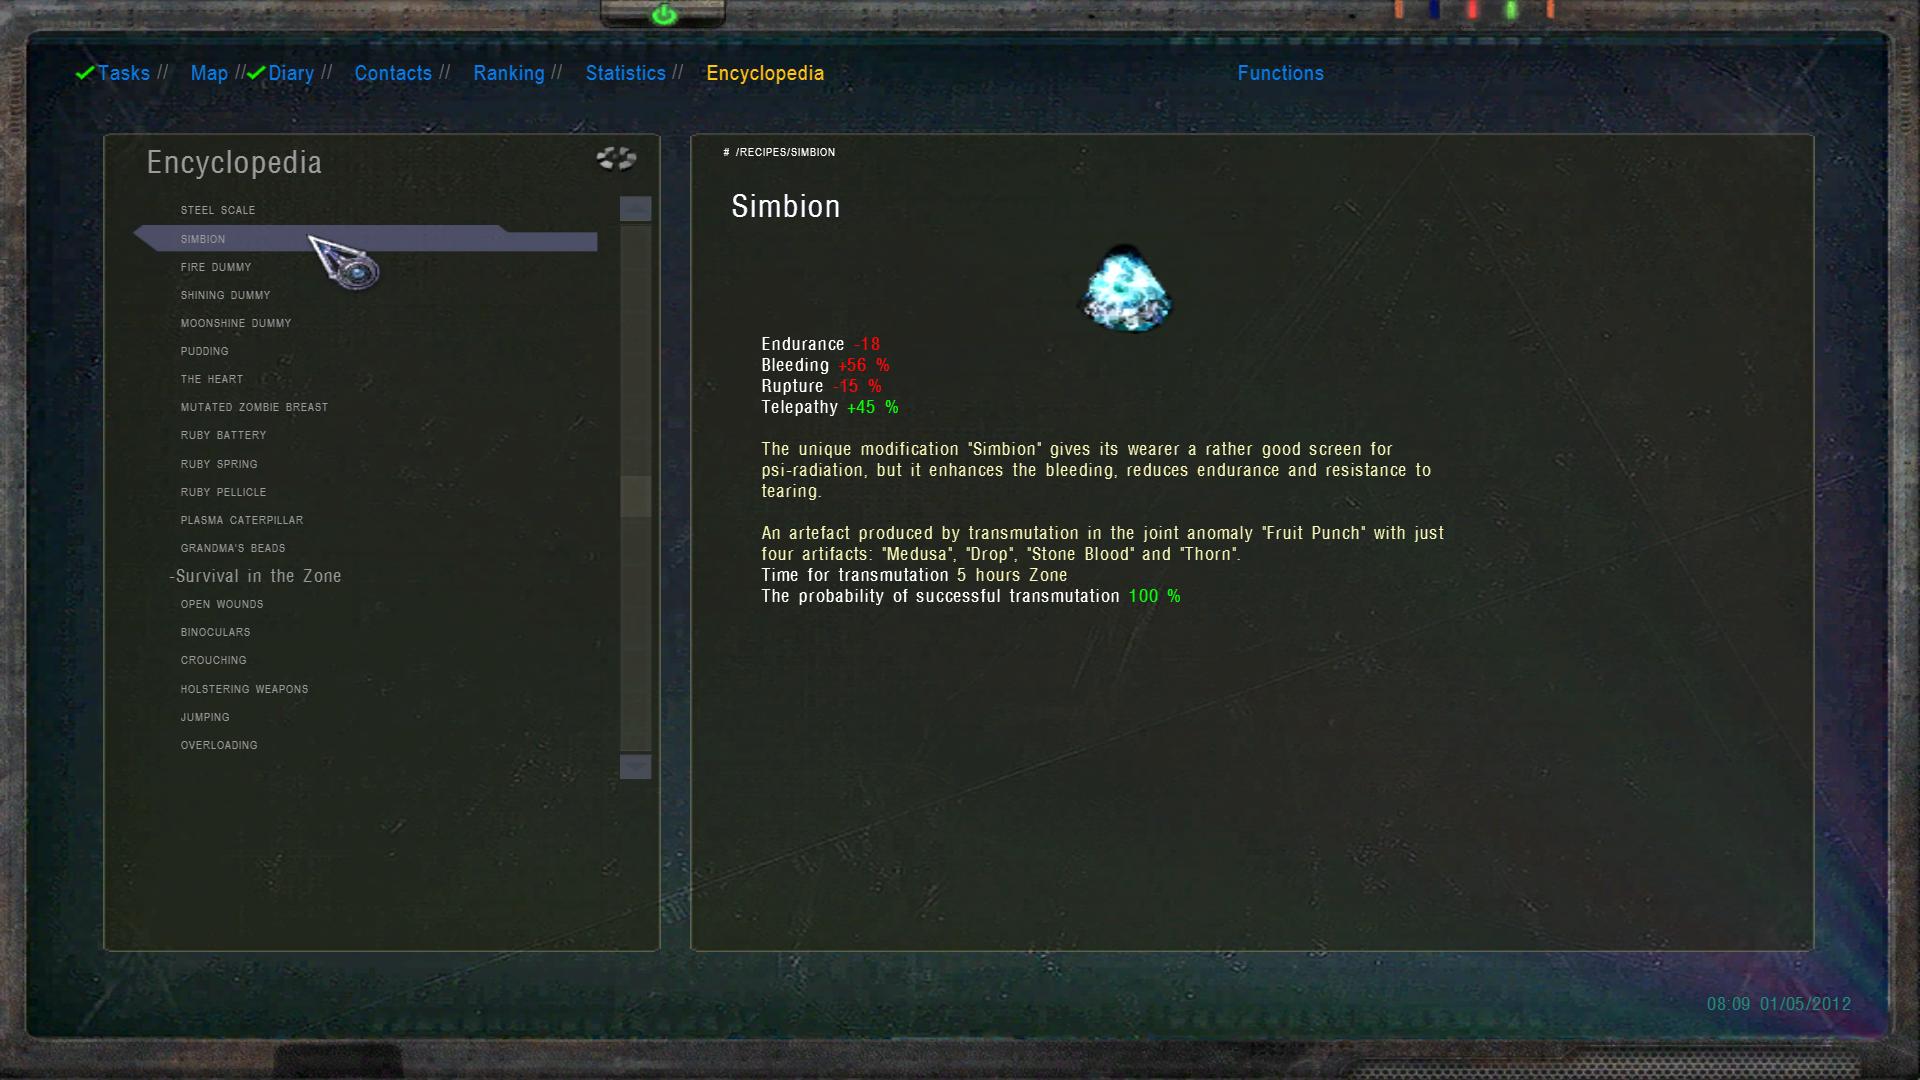 Tasks // Map // Diary // Contacts // Ranking // Statistics // Encyclopedia Functions
Encyclopedia
STEEL SCALE
SIMBION
FIRE DUMMY
SHINING DUMMY
MOONSHINE DUMMY
PUDDING
THE HEART
MUTATED ZOMBIE BREAST
RUBY BATTERY
RUBY SPRING
RUBY PELLICLE
PLASMA CATERPILLAR
GRANDMA'S BEADS
-Survival in the Zone
OPEN WOUNDS
BINOCULARS
CROUCHING
HOLSTERING WEAPONS
JUMPING
OVERLOADING
# /RECIPES/SIMBION
Simbion
Endurance -18
Bleeding +56 %
Rupture -15 %
Telepathy +45 %
The unique modification "Simbion" gives its wearer a rather good screen for
psi-radiation, but it enhances the bleeding, reduces endurance and resistance to
tearing.
An artefact produced by transmutation in the joint anomaly "Fruit Punch" with just
four artifacts: "Medusa", "Drop", "Stone Blood" and "Thorn".
Time for transmutation 5 hours Zone
The probability of successful transmutation 100 %
08:09 01/05/2012